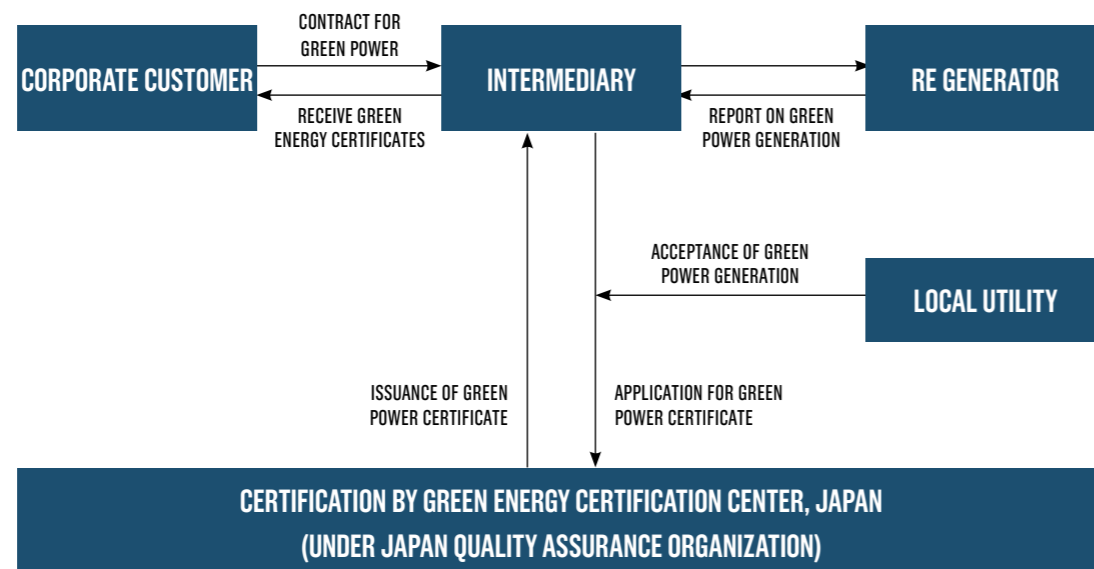 CONTRACT FOR
GREEN POWER
CORPORATE CUSTOMER
INTERMEDIARY
RE GENERATOR
RECEIVE GREEN
ENERGY CERTIFICATES
REPORT ON GREEN
POWER GENERATION
ACCEPTANCE OF GREEN
POWER GENERATION
LOCAL UTILITY
ISSUANCE OF GREEN
POWER CERTIFICATE
APPLICATION FOR GREEN
POWER CERTIFICATE
CERTIFICATION BY GREEN ENERGY CERTIFICATION CENTER, JAPAN
(UNDER JAPAN QUALITY ASSURANCE ORGANIZATION)